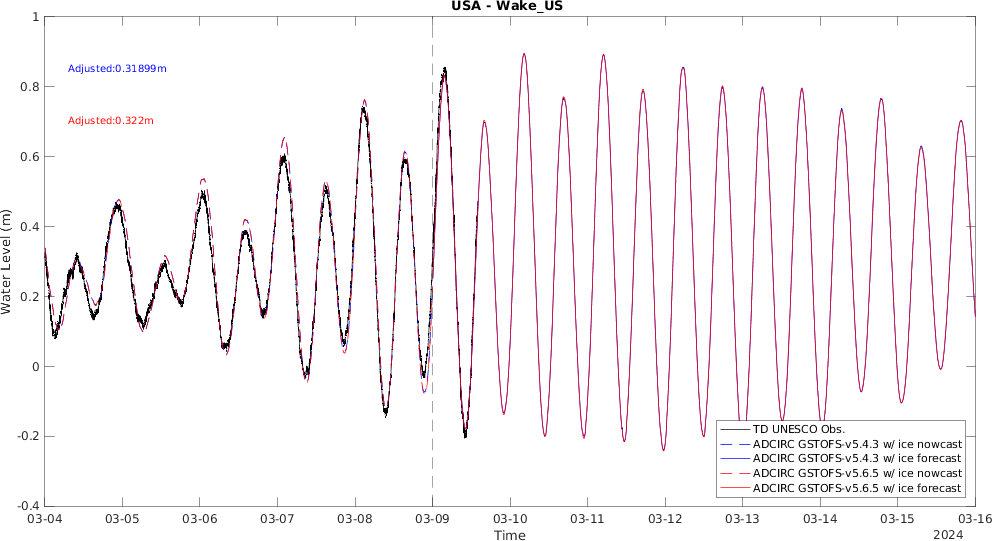 USA - Wake_US
1
Adjusted:0.31899m
0.8
Adjusted:0.322m
0.6
0.4
Water Level (m)
0.2
0
-0.2
TD UNESCO Obs.
ADCIRC GSTOFS-v5.4.3 w/ ice nowcast
ADCIRC GSTOFS-v5.4.3 w/ ice forecast
ADCIRC GSTOFS-v5.6.5 w/ ice nowcast
ADCIRC GSTOFS-v5.6.5 w/ ice forecast
-0.4
03-04 03-05 03-06 03-07 03-08 03-09 03-10 03-11 03-12 03-13 03-14 03-15 03-16
Time
2024